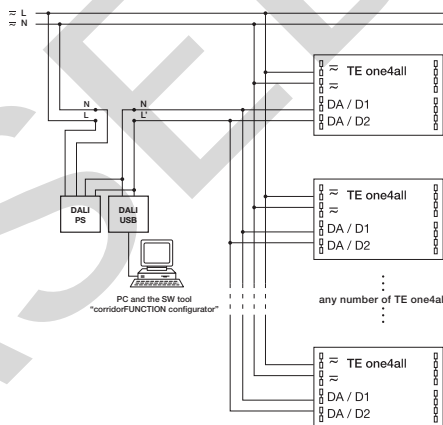 ≂ L
≂ N
≂ TE one4all
≂
DA / D1
DA / D2
N
L
N
L'
DALI
PS
DALI
USB
≂ TE one4all
≂
DA / D1
DA / D2
PC and the SW tool
"corridorFUNCTION configurator"
any number of TE one4al
≂ TE one4all
≂
DA / D1
DA / D2